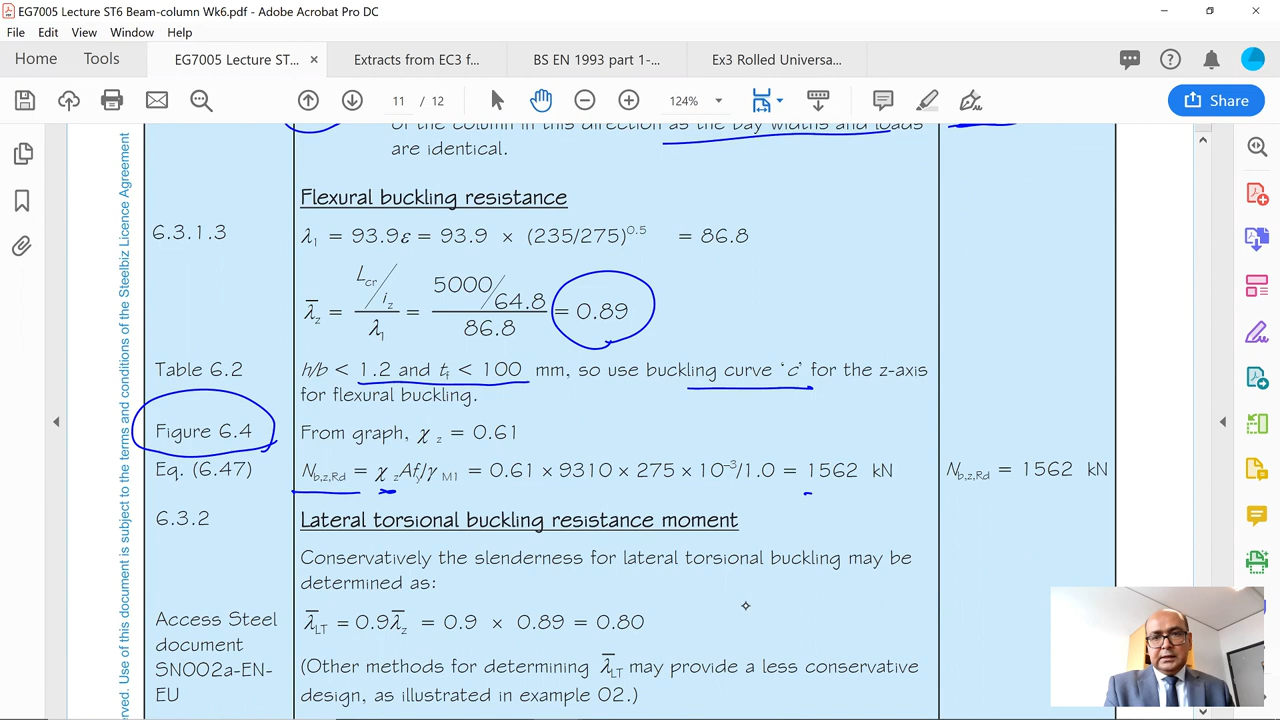 EG7005 Lecture ST6 Beam-column Wk6.pdf - Adobe Acrobat Pro DC
File Edit View Window Help
Home Tools EG7005 Lecture ST... × Extracts from EC3 f... BS EN 1993 part 1-... Ex3 Rolled Universa...
11 / 12 124% Share
of the column in this direction as the bay widths and loads
are identical.
Flexural buckling resistance
6.3.1.3 λ1 = 93.9ε = 93.9 × (235/275)^0.5 = 86.8
λ̄z = (Lcr/iz)/λ1 = (5000/64.8)/86.8 = 0.89
Table 6.2 h/b < 1.2 and tf < 100 mm, so use buckling curve ‘c’ for the z-axis
for flexural buckling.
Figure 6.4 From graph, χz = 0.61
Eq. (6.47) Nb,z,Rd = χzAfy/γM1 = 0.61 ×9310 × 275 × 10^−3/1.0 = 1562 kN Nb,z,Rd = 1562 kN
6.3.2 Lateral torsional buckling resistance moment
Conservatively the slenderness for lateral torsional buckling may be
determined as:
Access Steel
document
SN002a-EN-
EU
λ̄LT = 0.9λ̄z = 0.9 × 0.89 = 0.80
(Other methods for determining λ̄LT may provide a less conservative
design, as illustrated in example 02.)
erved. Use of this document is subject to the terms and conditions of the Steelbiz Licence Agreement